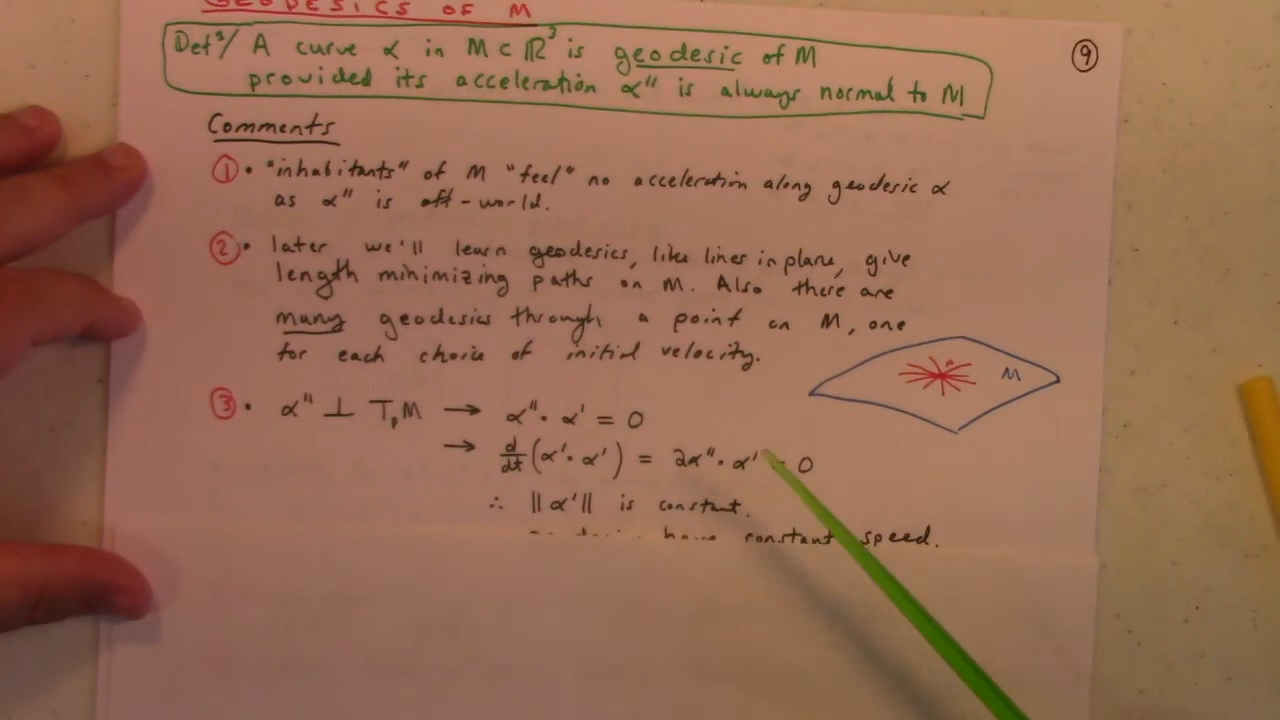 GEODESICS OF M
9
Defⁿ/ A curve α in M ⊂ ℝ³ is geodesic of M
provided its acceleration α'' is always normal to M
Comments
① • "inhabitants" of M "feel" no acceleration along geodesic α
as α'' is off-world.
② • later we'll learn geodesics, like lines in plane, give
length minimizing paths on M. Also there are
many geodesics through a point on M, one
for each choice of initial velocity.
M
③ • α'' ⊥ TₚM → α'' · α' = 0
→ d/dt (α' · α') = 2α'' · α' = 0
∴ ‖α'‖ is constant.
have constant speed.